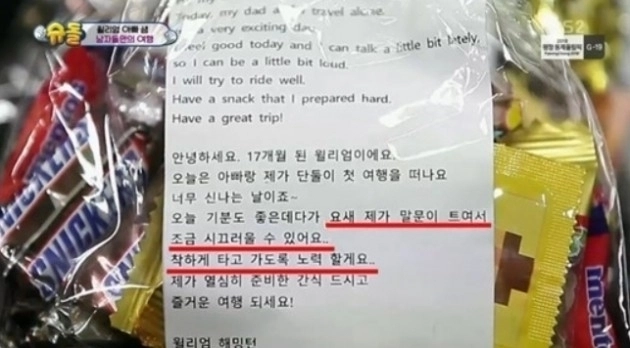 슈돌
윌리엄 아빠 샘
남자들만의 여행
KBS2
G-19
my dad
travel alone.
very exciting day.
feel good today and I can talk a little bit lately,
so I can be a little bit loud.
I will try to ride well.
Have a snack that I prepared hard.
Have a great trip!
안녕하세요. 17개월 된 윌리엄이에요.
오늘은 아빠랑 제가 단둘이 첫 여행을 떠나요
너무 신나는 날이죠~
오늘 기분도 좋은데다가 요새 제가 말문이 트여서
조금 시끄러울 수 있어요..
착하게 타고 가도록 노력 할게요..
제가 열심히 준비한 간식 드시고
즐거운 여행 되세요!
윌리엄 해밍턴
SNICKERS
SNICK
ment